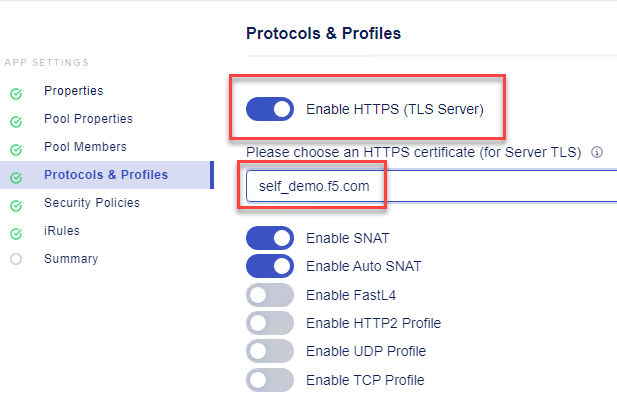 Protocols & Profiles
APP SETTINGS
Properties
Pool Properties
Pool Members
Protocols & Profiles
Security Policies
iRules
Summary
Enable HTTPS (TLS Server)
Please choose an HTTPS certificate (for Server TLS)
self_demo.f5.com
Enable SNAT
Enable Auto SNAT
Enable FastL4
Enable HTTP2 Profile
Enable UDP Profile
Enable TCP Profile